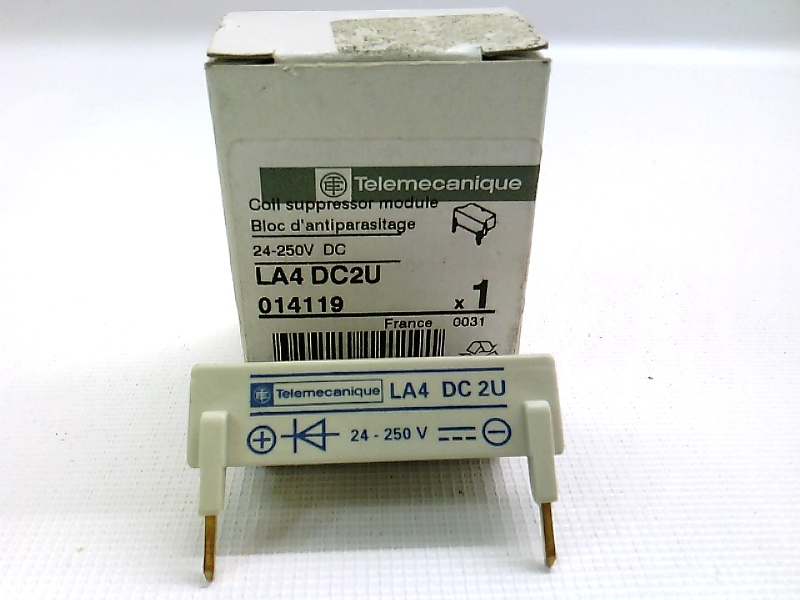 Telemecanique
Coil suppressor module
Bloc d'antiparasitage
24-250V DC
LA4 DC2U
014119 x 1
France 0031
Telemecanique LA4 DC 2U
+ 24 - 250 V −